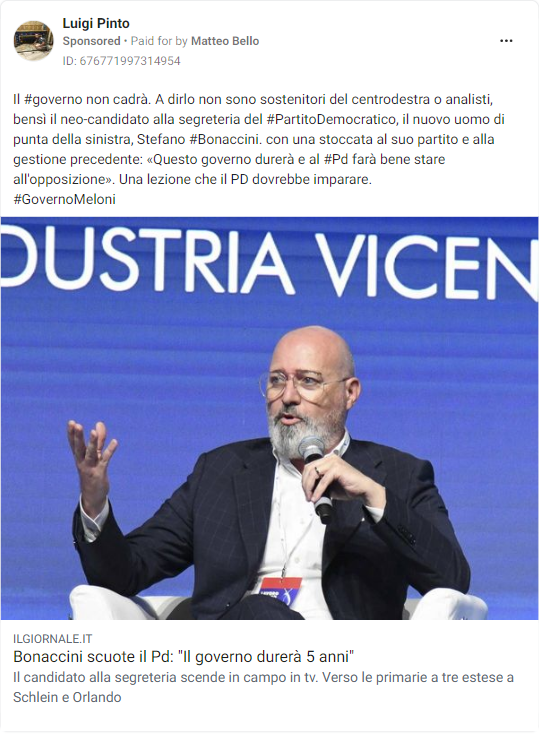 Luigi Pinto
Sponsored • Paid for by Matteo Bello
ID: 676771997314954
Il #governo non cadrà. A dirlo non sono sostenitori del centrodestra o analisti,
bensì il neo-candidato alla segreteria del #PartitoDemocratico, il nuovo uomo di
punta della sinistra, Stefano #Bonaccini. con una stoccata al suo partito e alla
gestione precedente: «Questo governo durerà e al #Pd farà bene stare
all'opposizione». Una lezione che il PD dovrebbe imparare.
#GovernoMeloni
DUSTRIA VICEN
ILGIORNALE.IT
Bonaccini scuote il Pd: "Il governo durerà 5 anni"
Il candidato alla segreteria scende in campo in tv. Verso le primarie a tre estese a
Schlein e Orlando